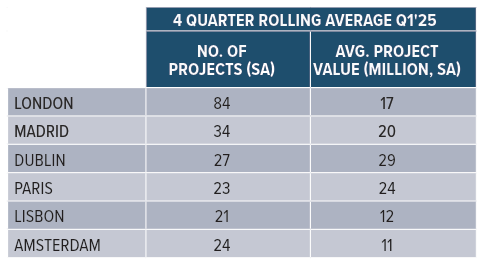 4 QUARTER ROLLING AVERAGE Q1'25
NO. OF PROJECTS (SA) AVG. PROJECT VALUE (MILLION, SA)
LONDON 84 17
MADRID 34 20
DUBLIN 27 29
PARIS 23 24
LISBON 21 12
AMSTERDAM 24 11